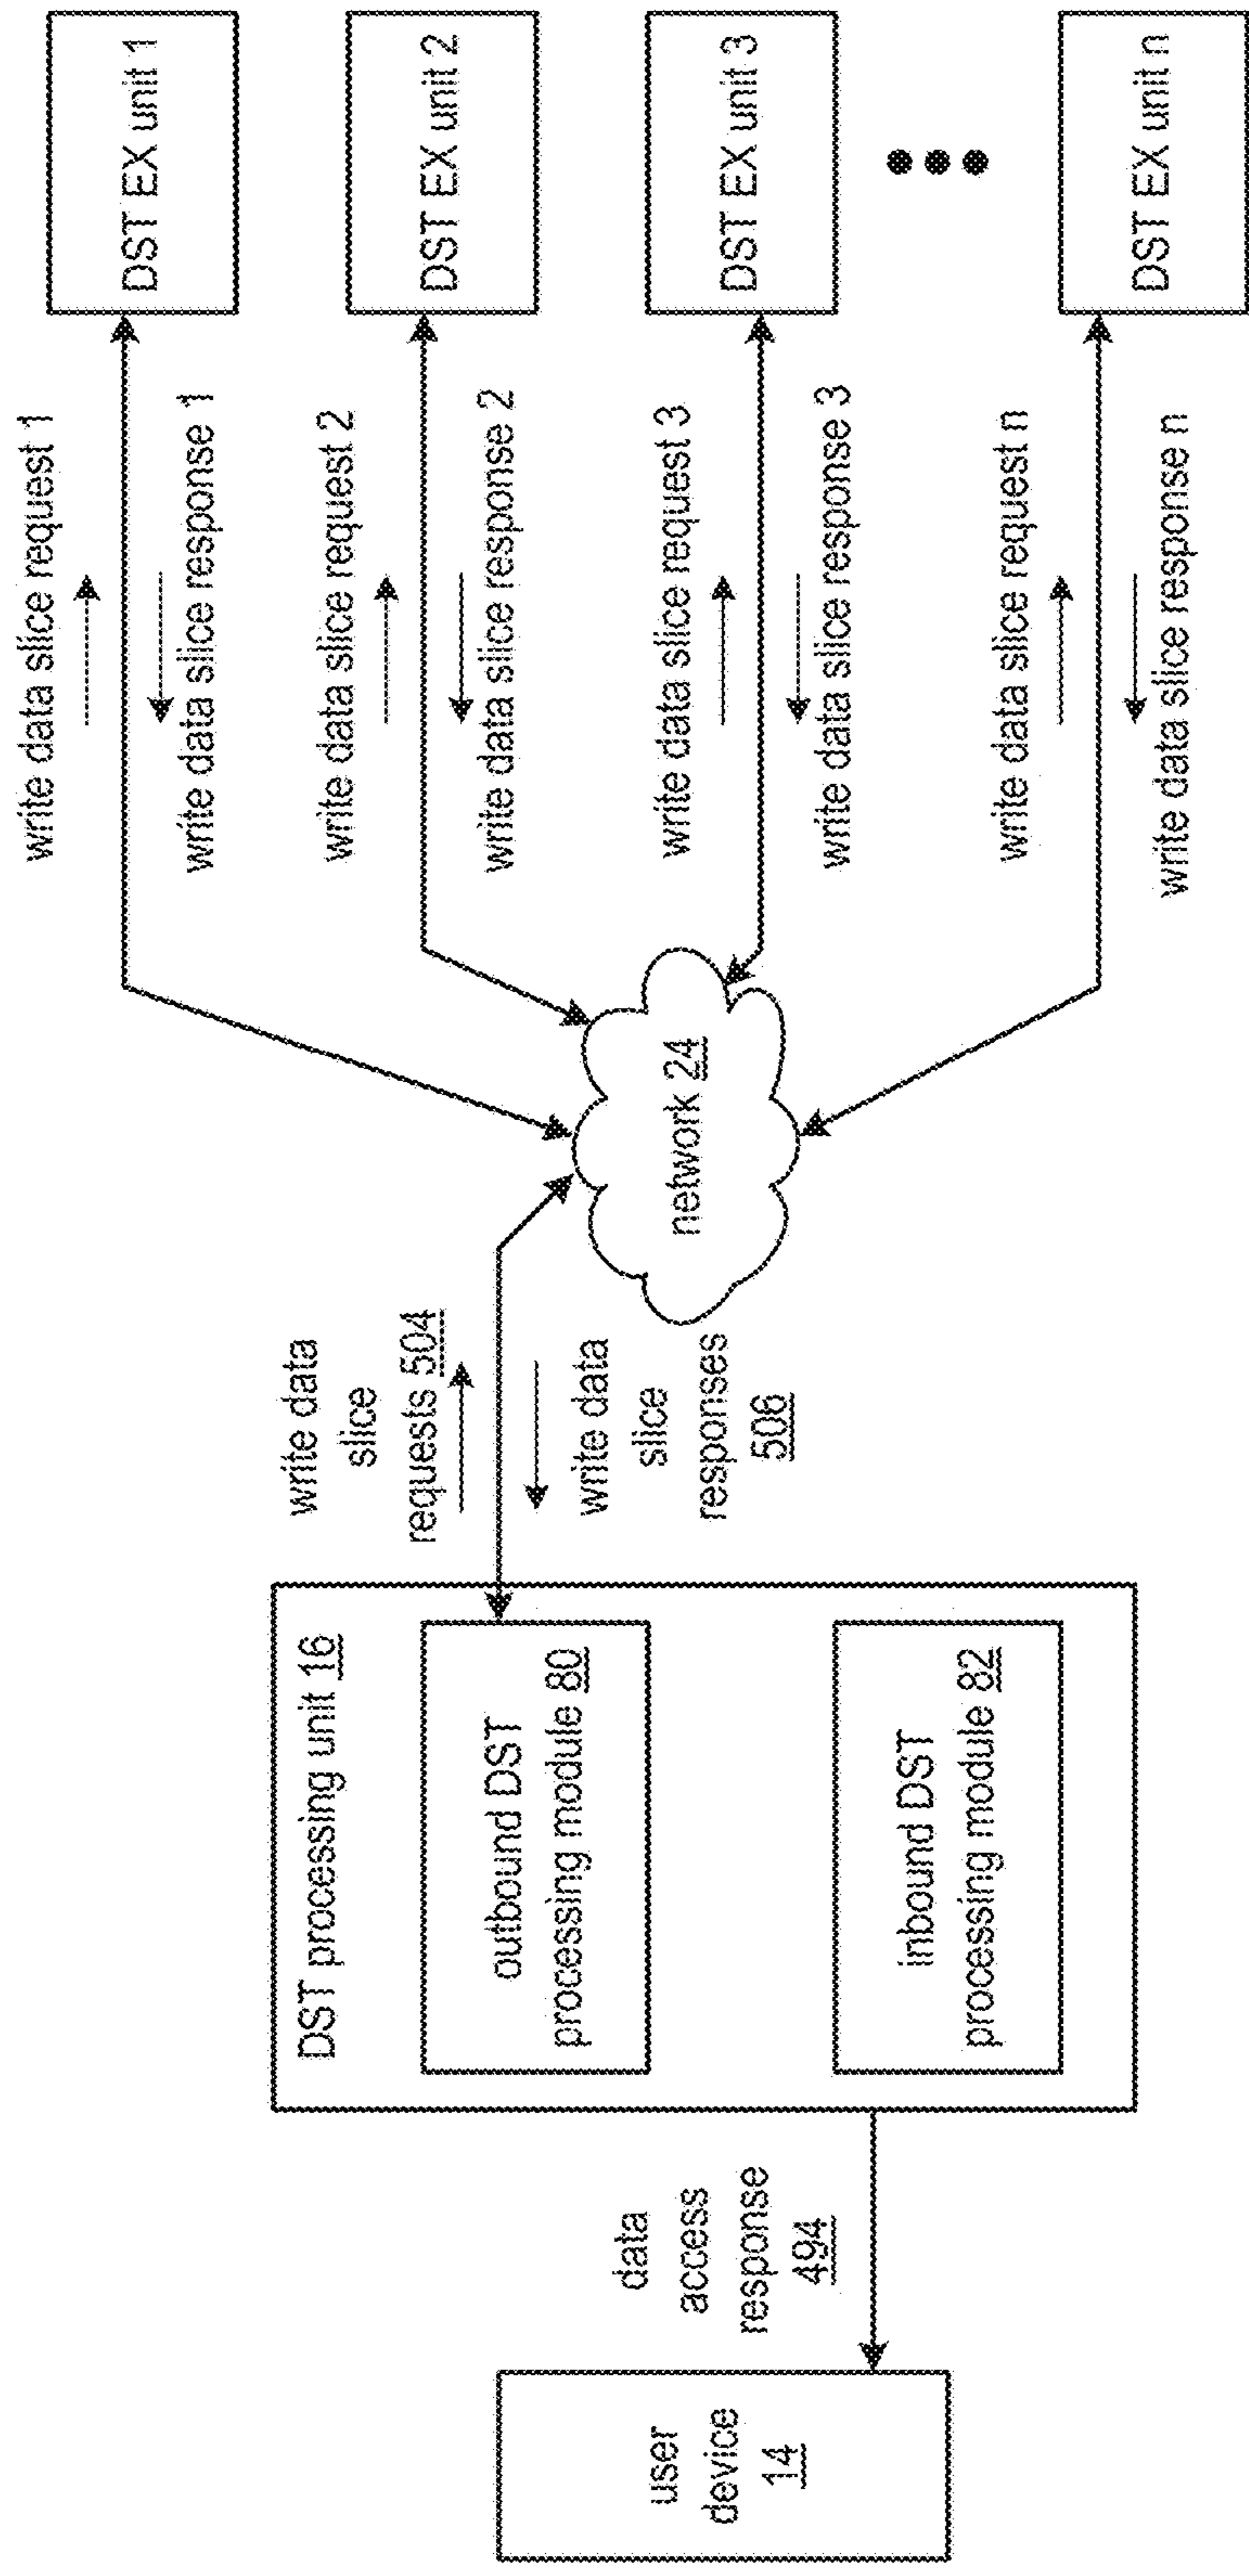 user
device
14
data
access
response
494
DST processing unit 16
outbound DST
processing module 80
inbound DST
processing module 82
write data
slice
requests 504
write data
slice
responses
506
network 24
write data slice request 1
write data slice response 1
write data slice request 2
write data slice response 2
write data slice request 3
write data slice response 3
write data slice request n
write data slice response n
DST EX unit 1
DST EX unit 2
DST EX unit 3
DST EX unit n